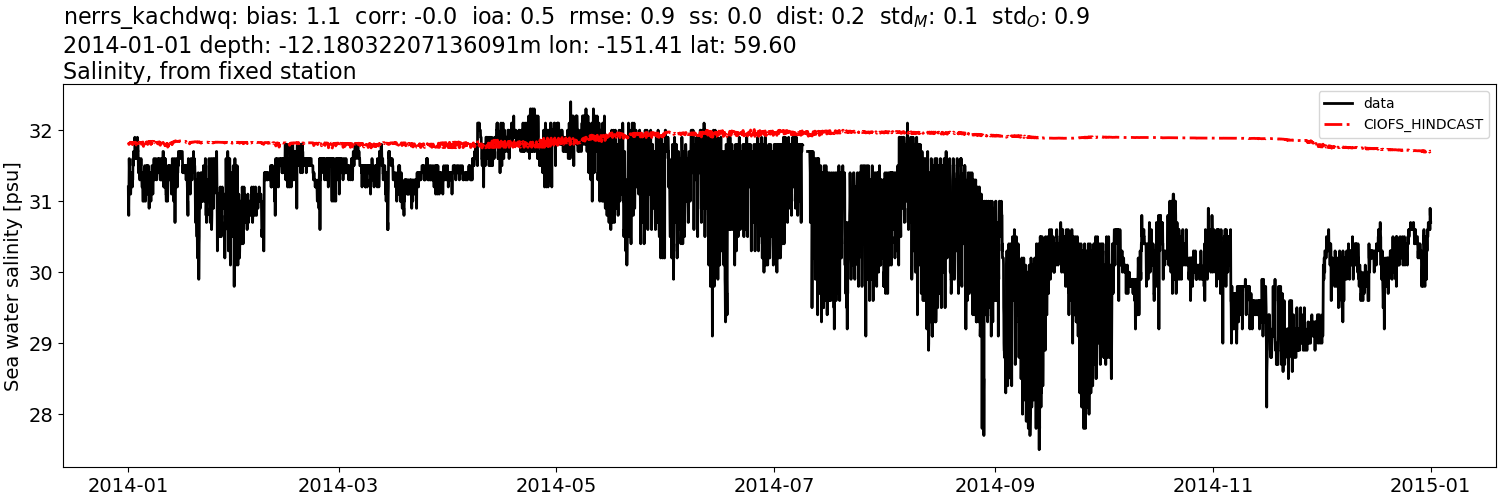 nerrs_kachdwq: bias: 1.1 corr: -0.0 ioa: 0.5 rmse: 0.9 ss: 0.0 dist: 0.2 std_M: 0.1 std_O: 0.9
2014-01-01 depth: -12.18032207136091m lon: -151.41 lat: 59.60
Salinity, from fixed station
data
CIOFS_HINDCAST
Sea water salinity [psu]
32
31
30
29
28
2014-01 2014-03 2014-05 2014-07 2014-09 2014-11 2015-01